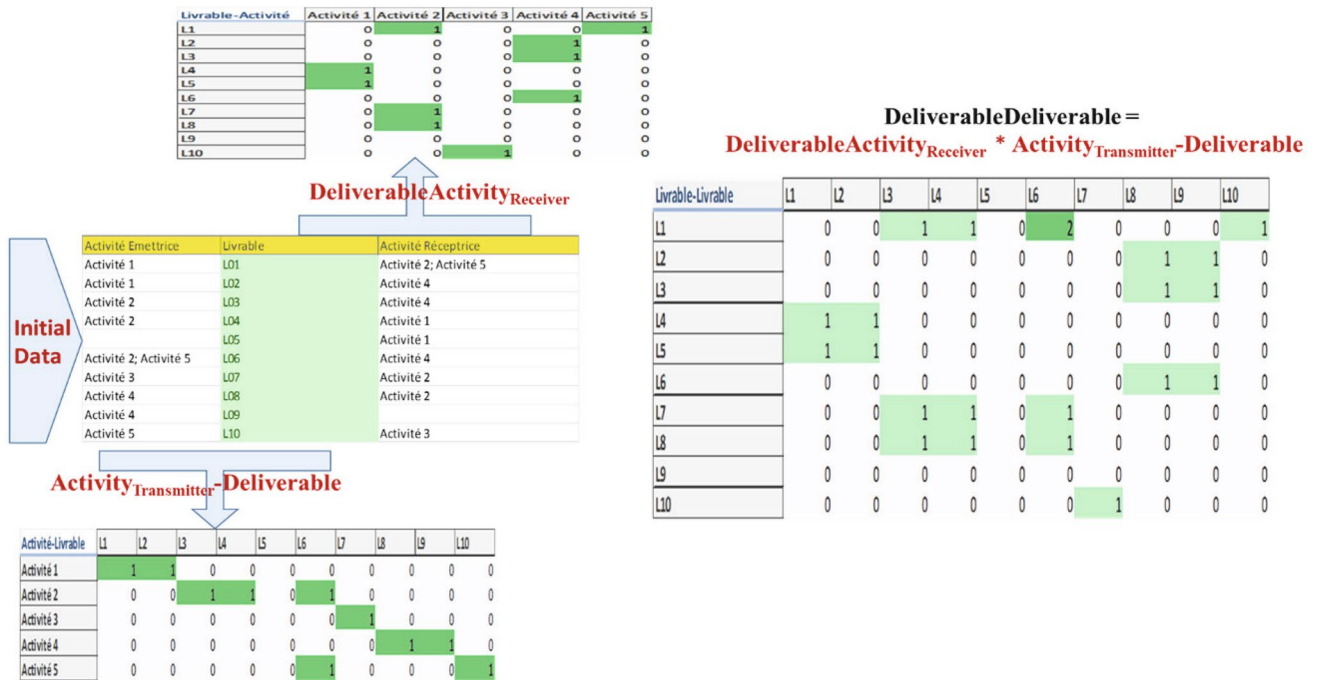 Livrable-Activité Activité 1 Activité 2 Activité 3 Activité 4 Activité 5
L1 0 1 0 0 1
L2 0 0 0 1 0
L3 0 0 0 1 0
L4 1 0 0 0 0
L5 1 0 0 0 0
L6 0 0 0 1 0
L7 0 1 0 0 0
L8 0 1 0 0 0
L9 0 0 0 0 0
L10 0 0 1 0 0
DeliverableActivityReceiver
Initial
Data
Activité Emettrice Livrable Activité Réceptrice
Activité 1 L01 Activité 2; Activité 5
Activité 1 L02 Activité 4
Activité 2 L03 Activité 4
Activité 2 L04 Activité 1
L05 Activité 1
Activité 2; Activité 5 L06 Activité 4
Activité 3 L07 Activité 2
Activité 4 L08 Activité 2
Activité 4 L09
Activité 5 L10 Activité 3
ActivityTransmitter-Deliverable
Activité-Livrable L1 L2 L3 L4 L5 L6 L7 L8 L9 L10
Activité 1 1 1 0 0 0 0 0 0 0 0
Activité 2 0 0 1 1 0 1 0 0 0 0
Activité 3 0 0 0 0 0 0 1 0 0 0
Activité 4 0 0 0 0 0 0 0 1 1 0
Activité 5 0 0 0 0 0 1 0 0 0 1
DeliverableDeliverable =
DeliverableActivityReceiver * ActivityTransmitter-Deliverable
Livrable-Livrable L1 L2 L3 L4 L5 L6 L7 L8 L9 L10
L1 0 0 1 1 0 2 0 0 0 1
L2 0 0 0 0 0 0 0 1 1 0
L3 0 0 0 0 0 0 0 1 1 0
L4 1 1 0 0 0 0 0 0 0 0
L5 1 1 0 0 0 0 0 0 0 0
L6 0 0 0 0 0 0 0 1 1 0
L7 0 0 1 1 0 1 0 0 0 0
L8 0 0 1 1 0 1 0 0 0 0
L9 0 0 0 0 0 0 0 0 0 0
L10 0 0 0 0 0 0 1 0 0 0